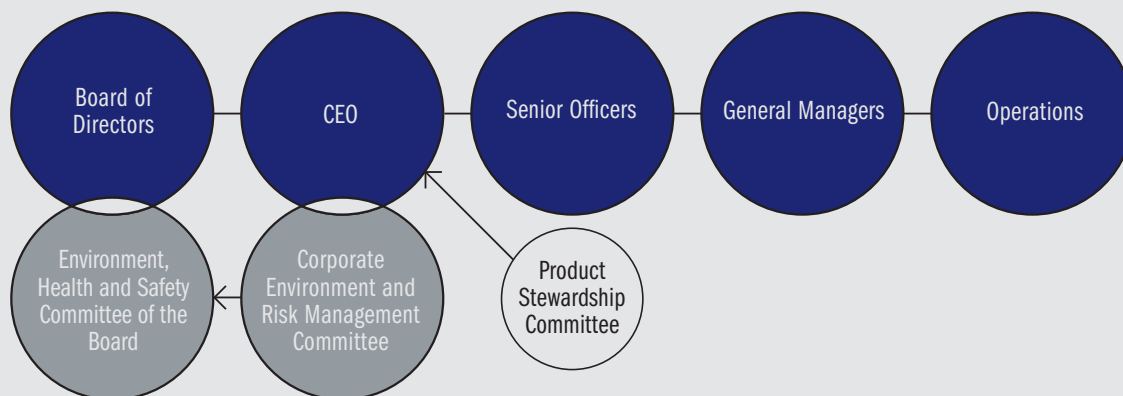 Board of
Directors
CEO
Senior Officers
General Managers
Operations
Environment,
Health and Safety
Committee of the
Board
Corporate
Environment and
Risk Management
Committee
Product
Stewardship
Committee